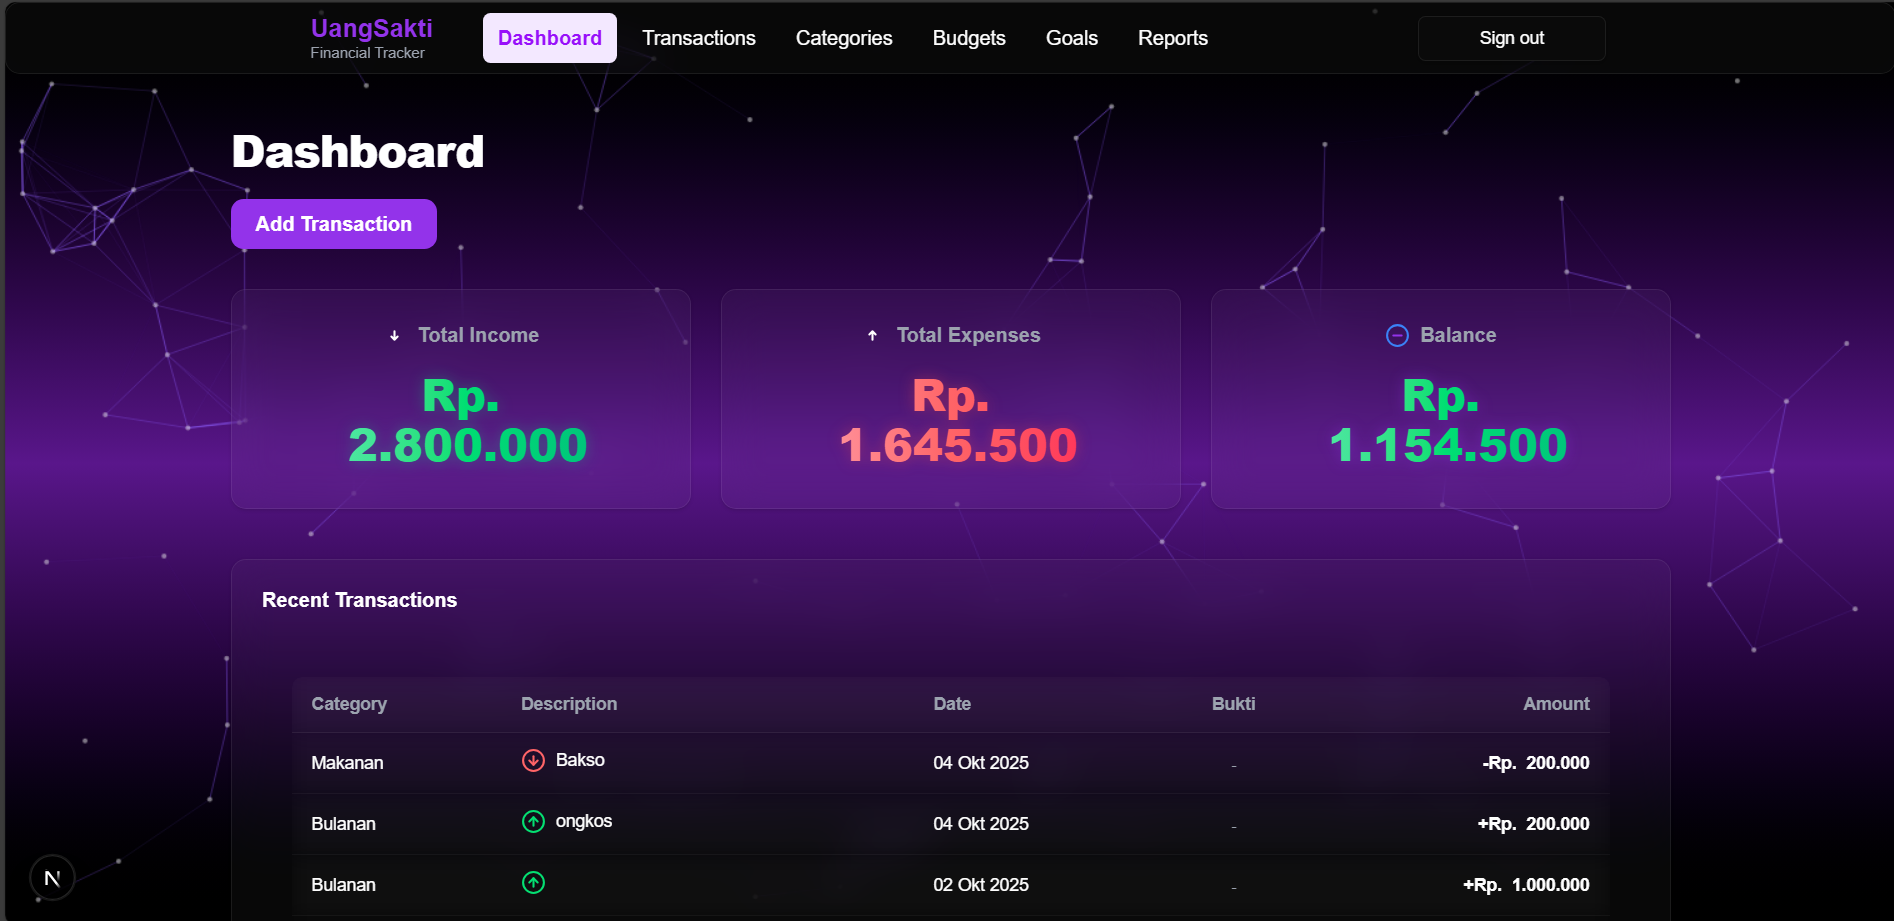 UangSakti
Financial Tracker
Dashboard
Transactions
Categories
Budgets
Goals
Reports
Sign out
Dashboard
Add Transaction
Total Income
Rp.
2.800.000
Total Expenses
Rp.
1.645.500
Balance
Rp.
1.154.500
Recent Transactions
Category Description Date Bukti Amount
Makanan Bakso 04 Okt 2025 - -Rp. 200.000
Bulanan ongkos 04 Okt 2025 - +Rp. 200.000
Bulanan 02 Okt 2025 - +Rp. 1.000.000
N